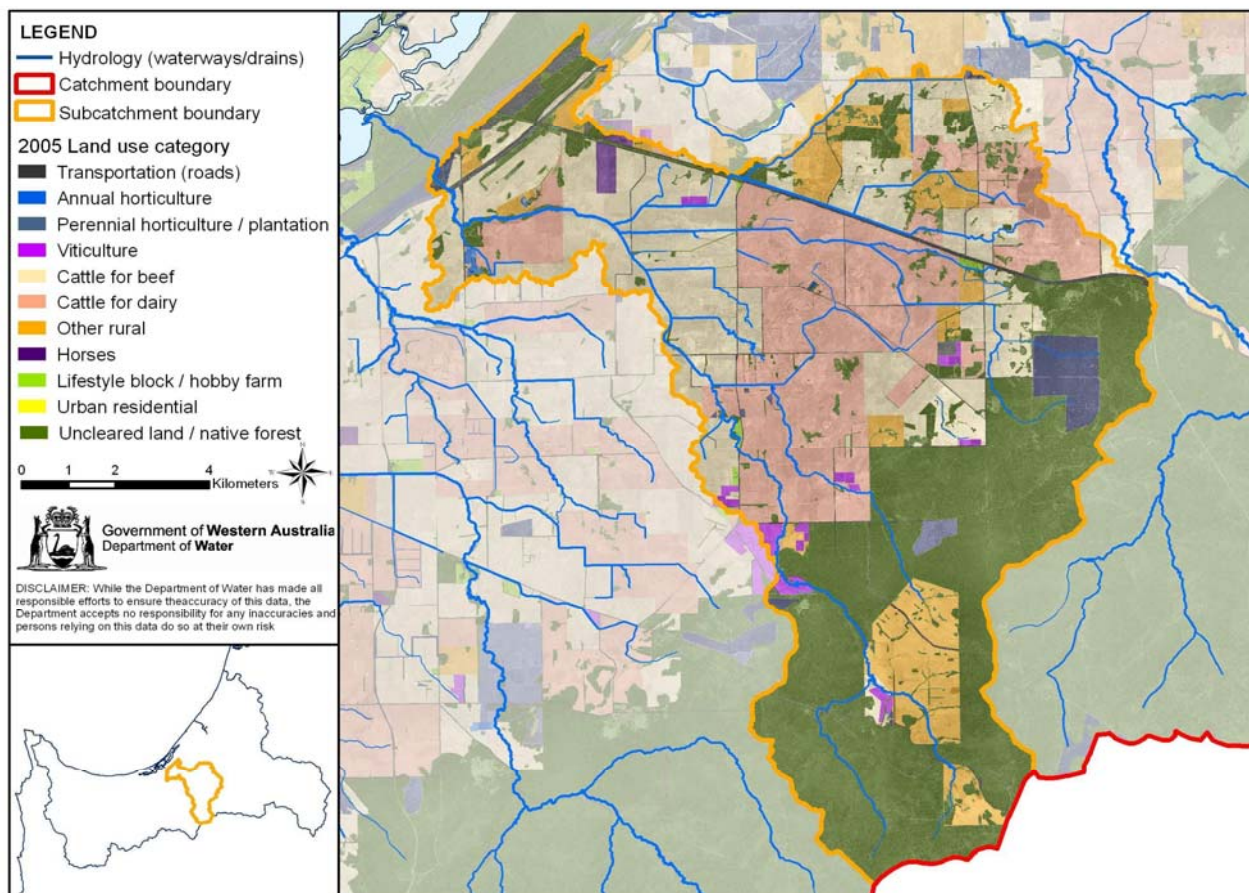 LEGEND
Hydrology (waterways/drains)
Catchment boundary
Subcatchment boundary
2005 Land use category
Transportation (roads)
Annual horticulture
Perennial horticulture / plantation
Viticulture
Cattle for beef
Cattle for dairy
Other rural
Horses
Lifestyle block / hobby farm
Urban residential
Uncleared land / native forest
0 1 2 4
Kilometers
N
W E
S
Government of Western Australia
Department of Water
DISCLAIMER: While the Department of Water has made all
responsible efforts to ensure theaccuracy of this data, the
Department accepts no responsibility for any inaccuracies and
persons relying on this data do so at their own risk